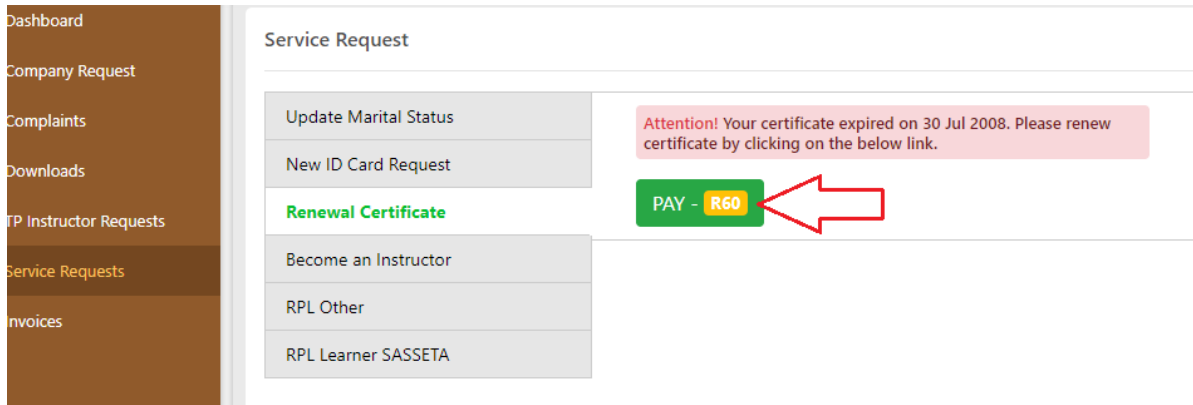 Dashboard
Company Request
Complaints
Downloads
TP Instructor Requests
Service Requests
Invoices
Service Request
Update Marital Status
New ID Card Request
Renewal Certificate
Become an Instructor
RPL Other
RPL Learner SASSETA
Attention! Your certificate expired on 30 Jul 2008. Please renew
certificate by clicking on the below link.
PAY - R60